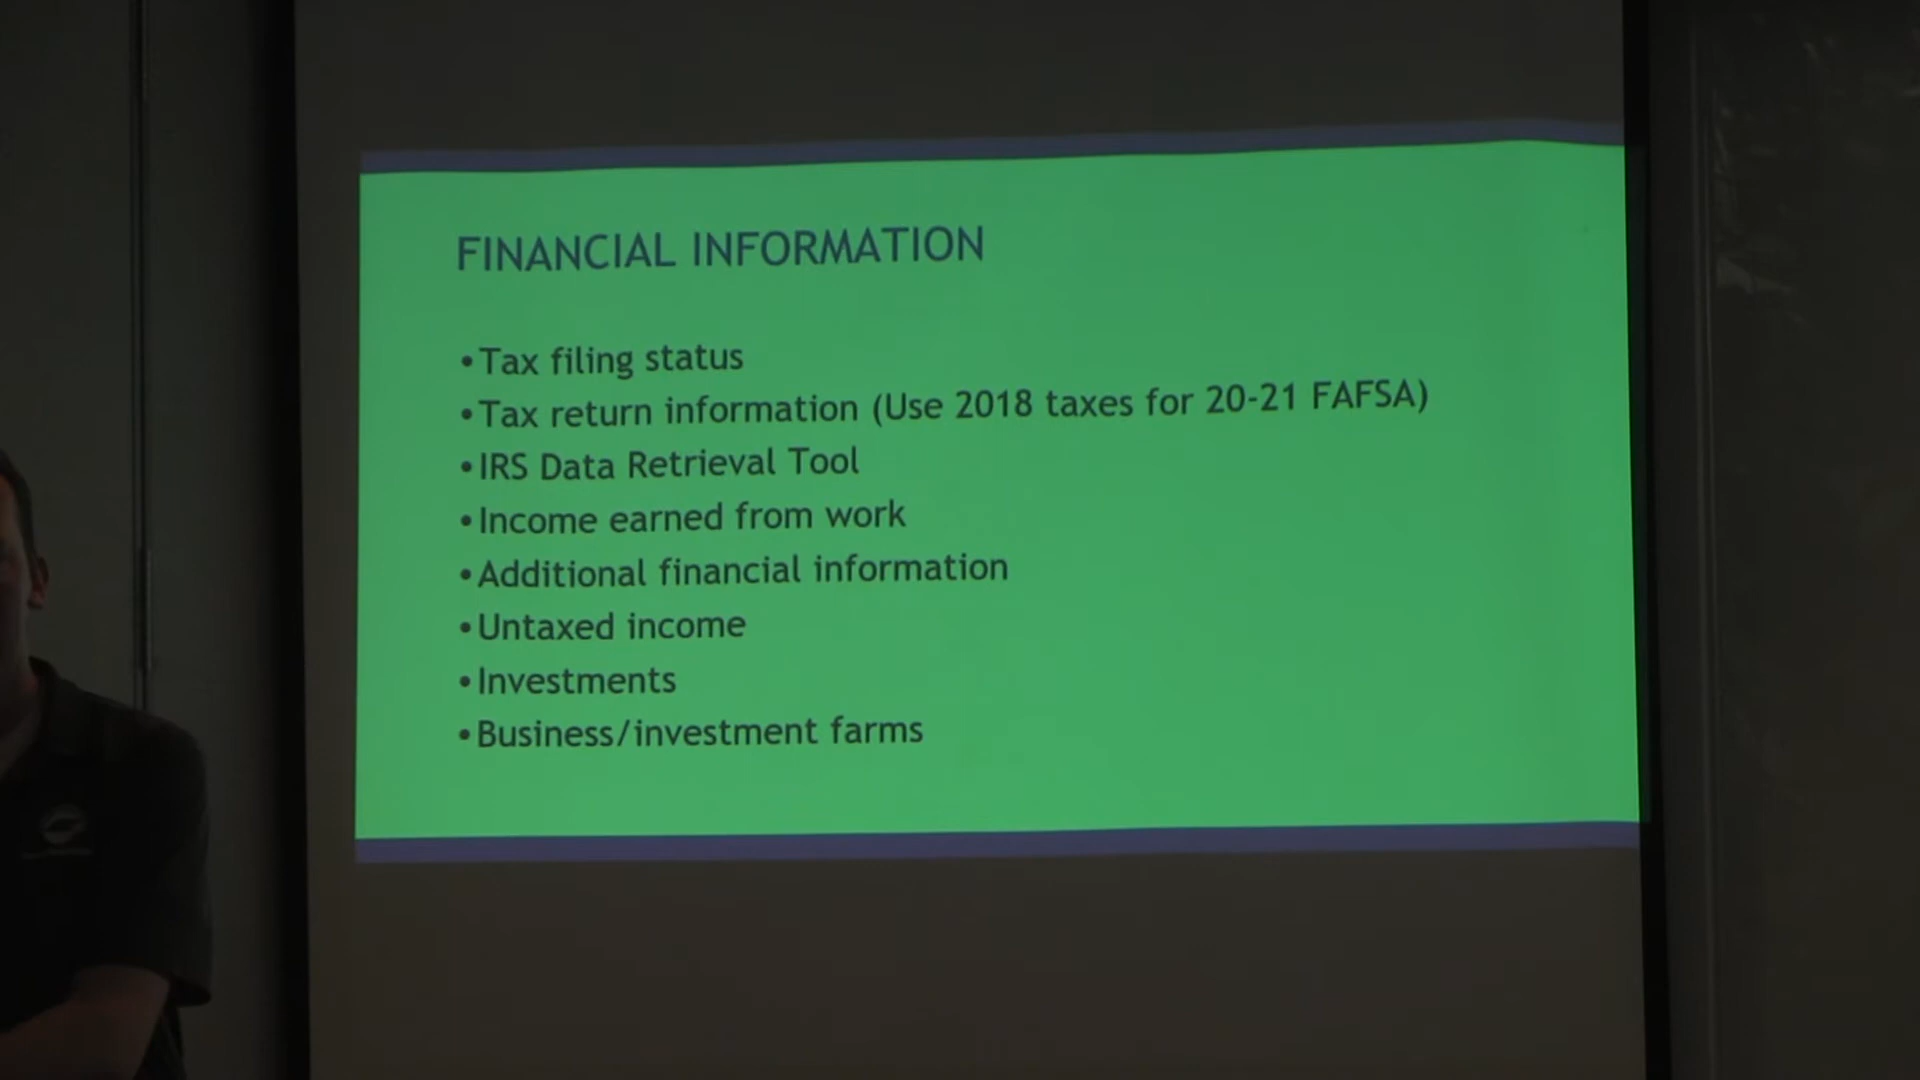 FINANCIAL INFORMATION
•Tax filing status
•Tax return information (Use 2018 taxes for 20-21 FAFSA)
•IRS Data Retrieval Tool
•Income earned from work
•Additional financial information
•Untaxed income
•Investments
•Business/investment farms